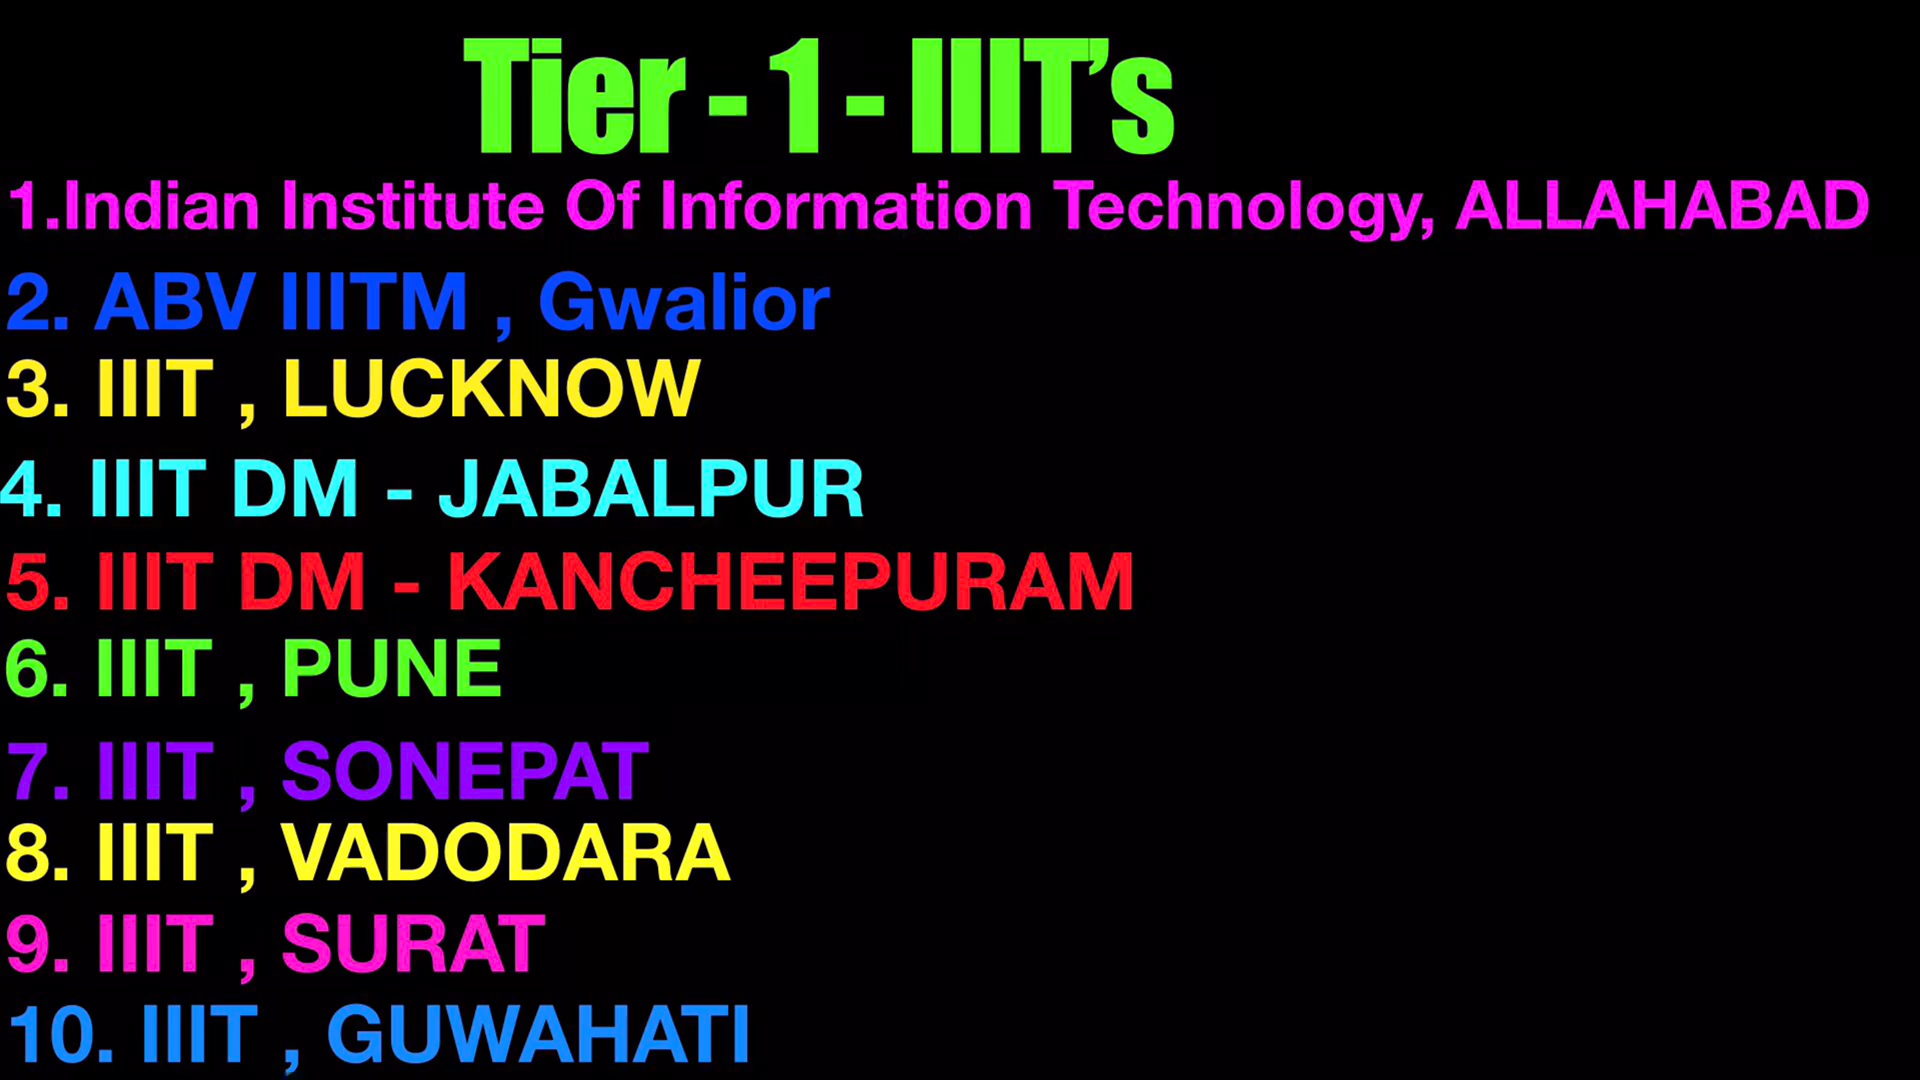 Tier - 1 - IIIT’s
1.Indian Institute Of Information Technology, ALLAHABAD
2. ABV IIITM , Gwalior
3. IIIT , LUCKNOW
4. IIIT DM - JABALPUR
5. IIIT DM - KANCHEEPURAM
6. IIIT , PUNE
7. IIIT , SONEPAT
8. IIIT , VADODARA
9. IIIT , SURAT
10. IIIT , GUWAHATI